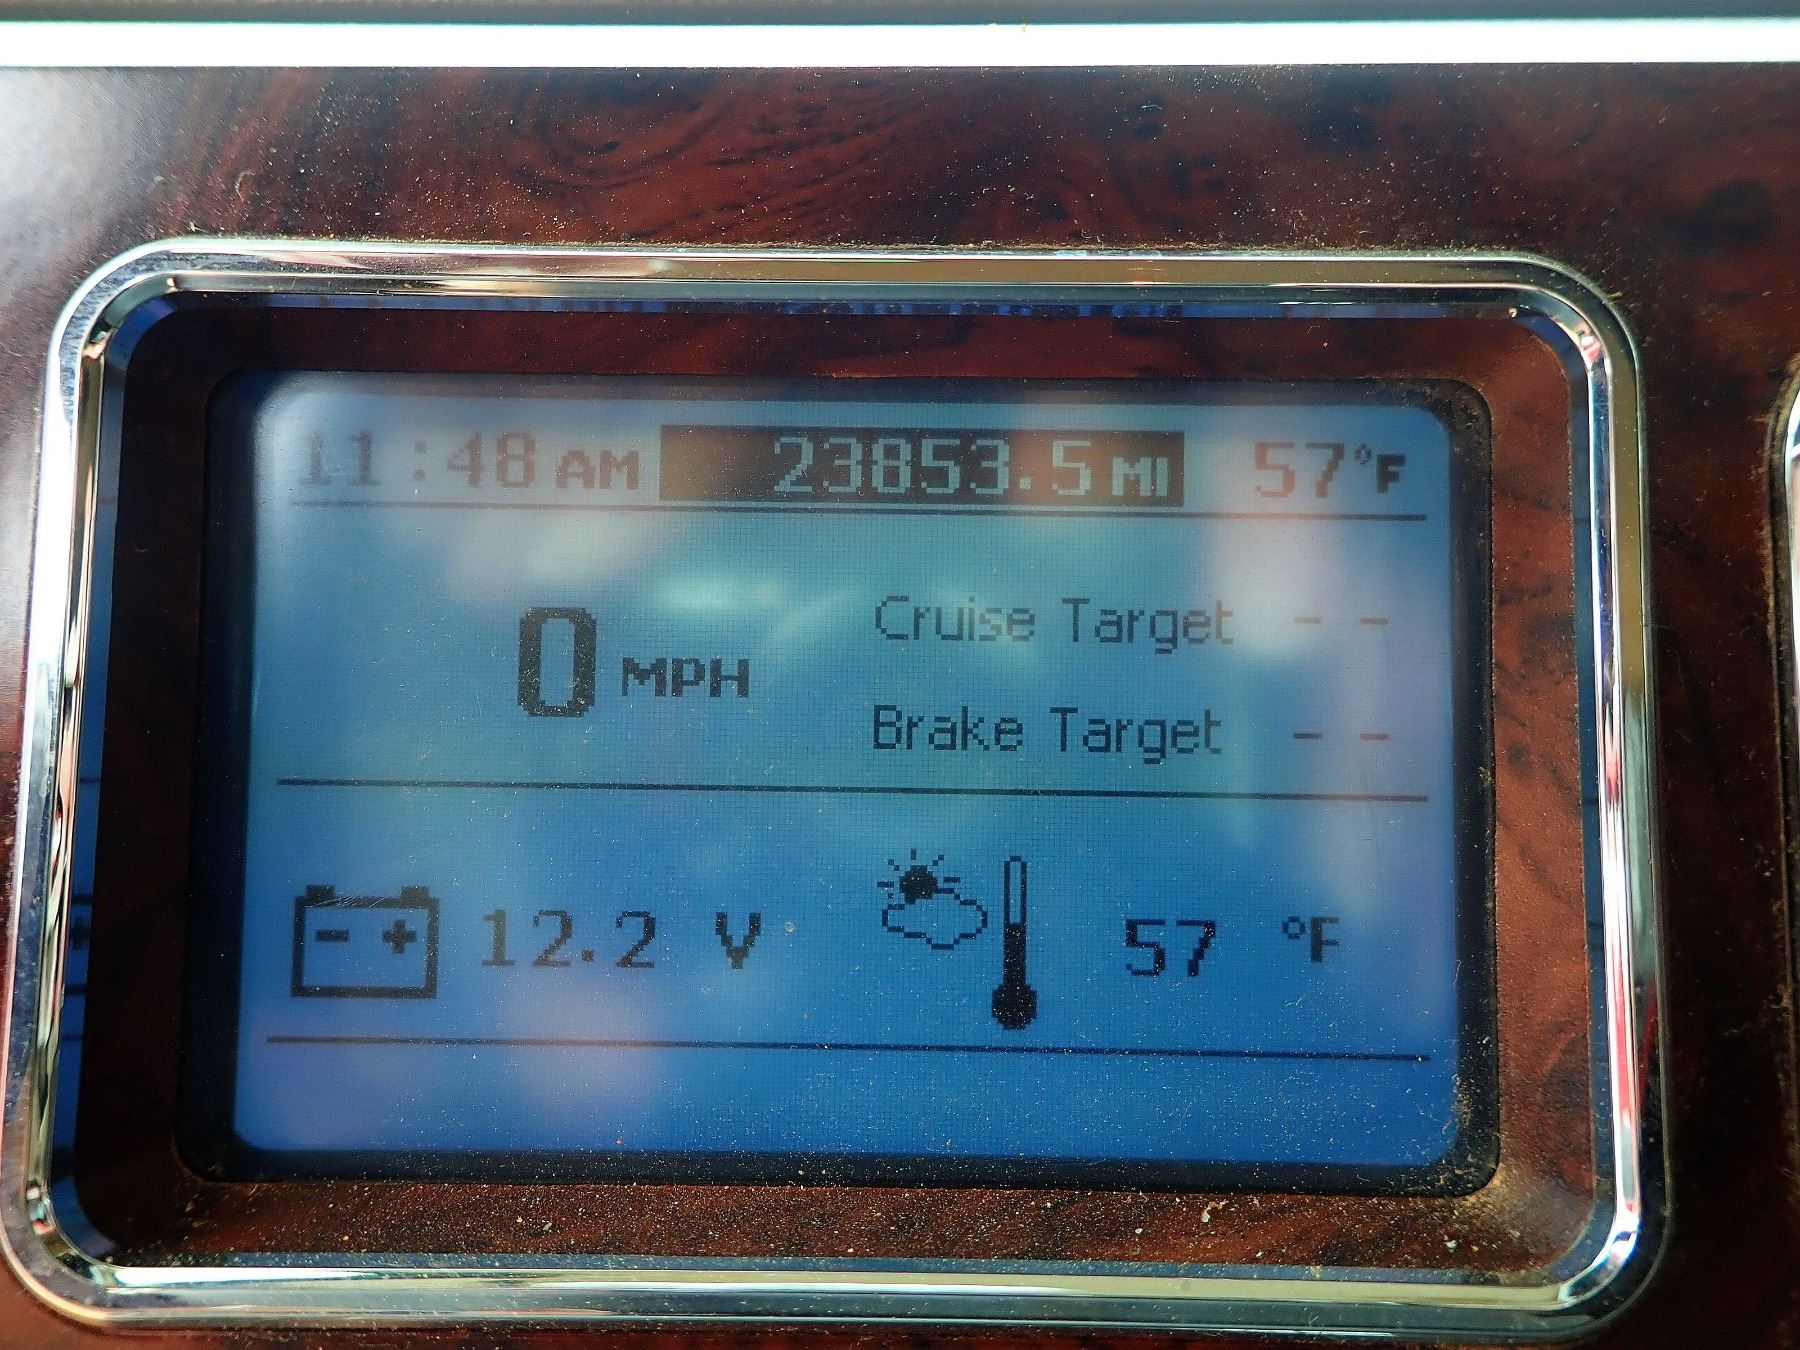 11:48 AM 23853.5 MI 57°F
0 MPH
Cruise Target - -
Brake Target - -
- + 12.2 V 57 °F